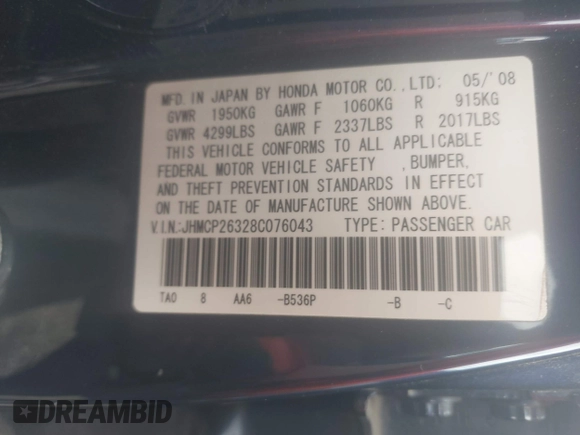 MFD. IN JAPAN BY HONDA MOTOR CO., LTD: 05/'08
GVWR 1950KG GAWR F 1060KG R 915KG
GVWR 4299LBS GAWR F 2337LBS R 2017LBS
THIS VEHICLE CONFORMS TO ALL APPLICABLE
FEDERAL MOTOR VEHICLE SAFETY ,BUMPER,
AND THEFT PREVENTION STANDARDS IN EFFECT
ON THE DATE OF MANUFACTURE SHOWN ABOVE.
V.I.N.:JHMCP26328C076043 TYPE: PASSENGER CAR
TA0 8 AA6 -B536P -B -C
DREAMBID